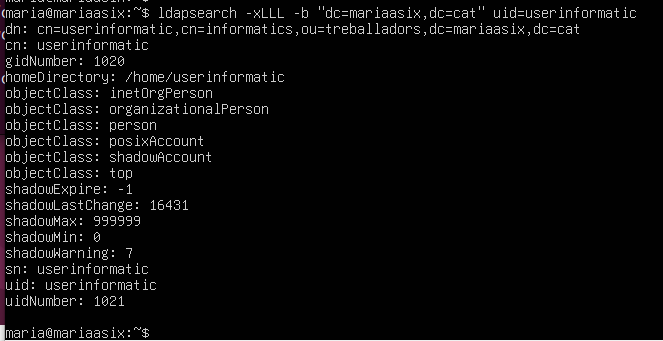 maria@mariaasix:~$ ldapsearch -xLLL -b "dc=mariaasix,dc=cat" uid=userinformatic
dn: cn=userinformatic,cn=informatics,ou=treballadors,dc=mariaasix,dc=cat
cn: userinformatic
gidNumber: 1020
homeDirectory: /home/userinformatic
objectClass: inetOrgPerson
objectClass: organizationalPerson
objectClass: person
objectClass: posixAccount
objectClass: shadowAccount
objectClass: top
shadowExpire: -1
shadowLastChange: 16431
shadowMax: 999999
shadowMin: 0
shadowWarning: 7
sn: userinformatic
uid: userinformatic
uidNumber: 1021
maria@mariaasix:~$